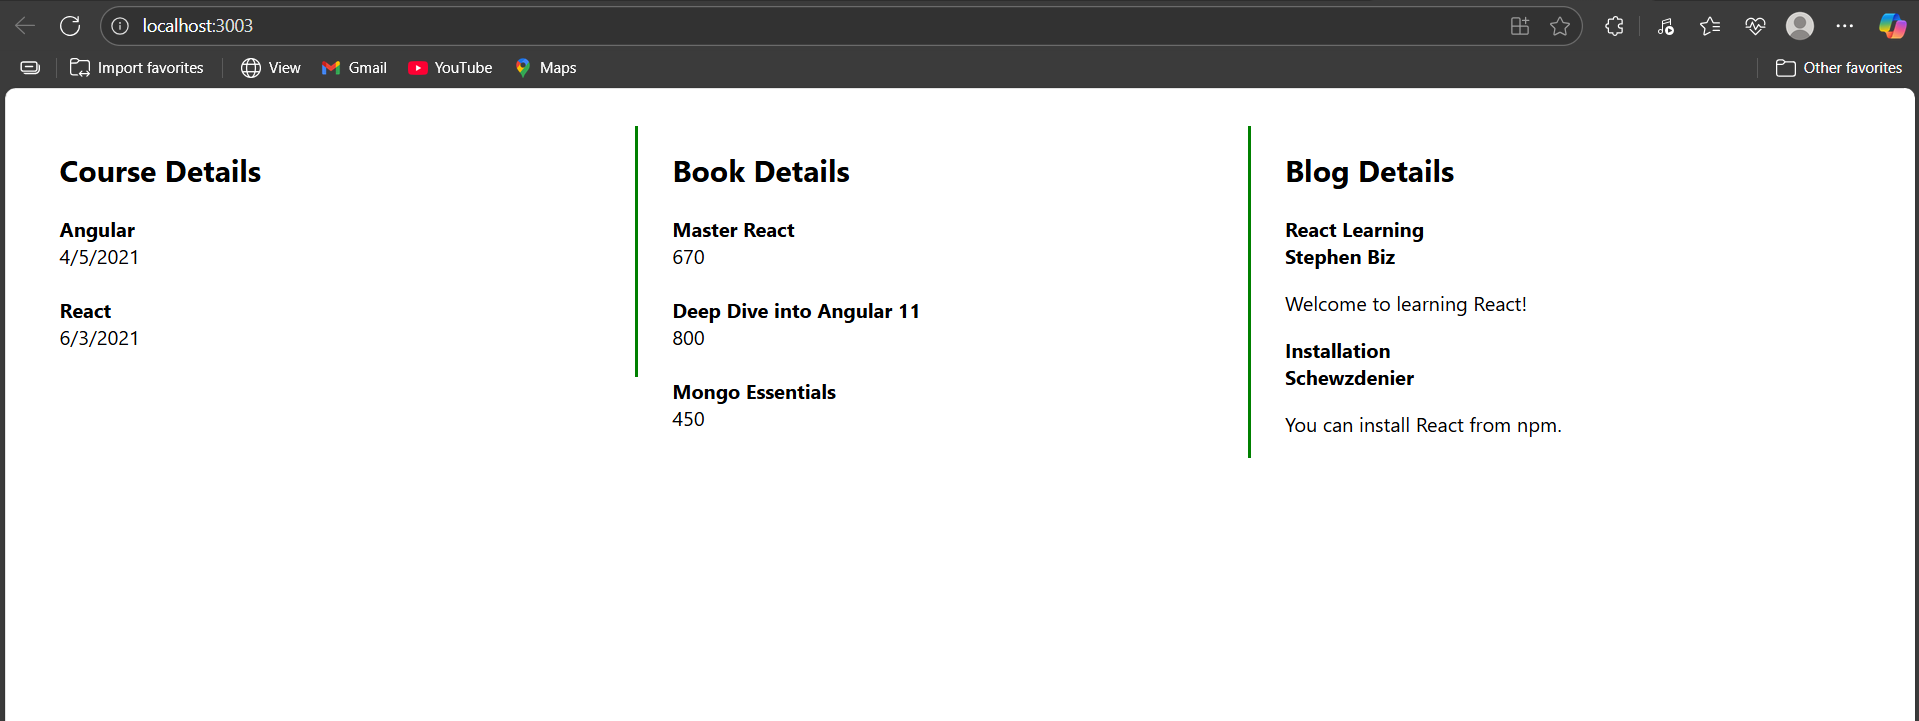 localhost:3003
Import favorites
View
Gmail
YouTube
Maps
Other favorites
Course Details
Angular
4/5/2021
React
6/3/2021
Book Details
Master React
670
Deep Dive into Angular 11
800
Mongo Essentials
450
Blog Details
React Learning
Stephen Biz
Welcome to learning React!
Installation
Schewzdenier
You can install React from npm.